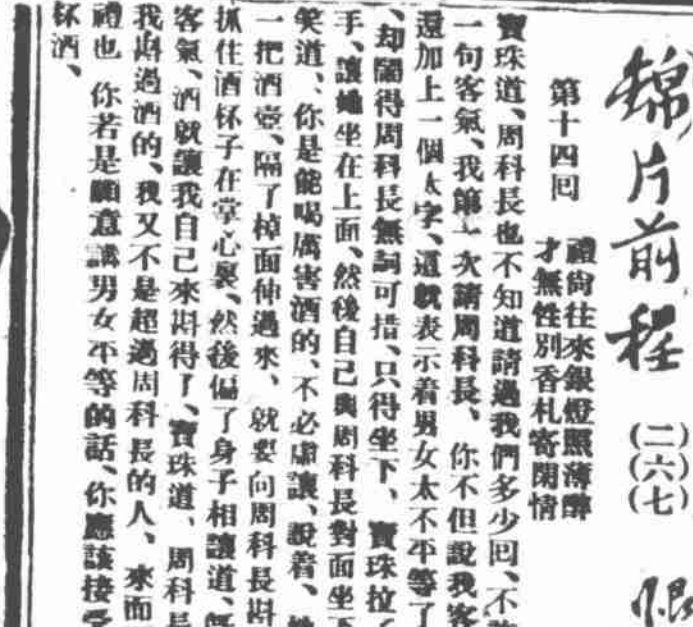 錦片前程
(二六七)
恨
第十四回
禮尙往來銀燈照薄醉
才無性別香札寄閒情
寶珠道、周科長也不知道請過我們多少回、不
一句客氣、我第一次請周科長、你不但說我客
還加上一個太字、這就表示着男女太不平等了
、却鬧得周科長無詞可措、只得坐下、寶珠拉了
手、讓她坐在上面、然後自己與周科長對面坐下
笑道、你是能喝厲害酒的、不必虛讓、說着、她
一把酒壺、隔了棹面伸過來、就要向周科長斟
抓住酒杯子在掌心裏、然後偏了身子相讓道、旣
客氣、酒就讓我自己來斟得了、寶珠道、周科長
我斟過酒的、我又不是超過周科長的人、來而
禮也 你若是願意講男女平等的話、你應該接受
杯酒、